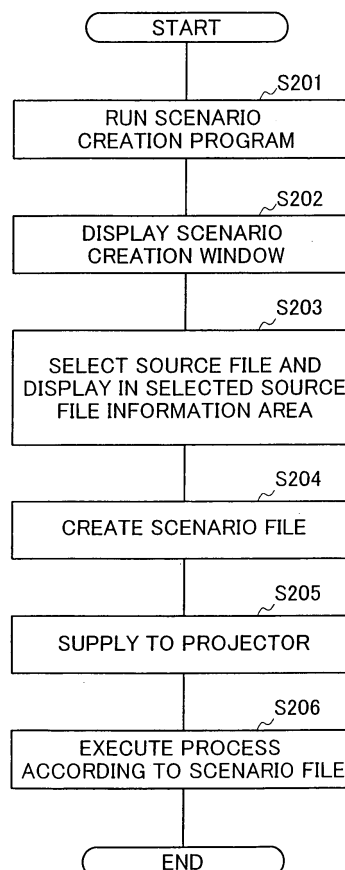 START
S201
RUN SCENARIO
CREATION PROGRAM
S202
DISPLAY SCENARIO
CREATION WINDOW
S203
SELECT SOURCE FILE AND
DISPLAY IN SELECTED SOURCE
FILE INFORMATION AREA
S204
CREATE SCENARIO FILE
S205
SUPPLY TO PROJECTOR
S206
EXECUTE PROCESS
ACCORDING TO SCENARIO FILE
END